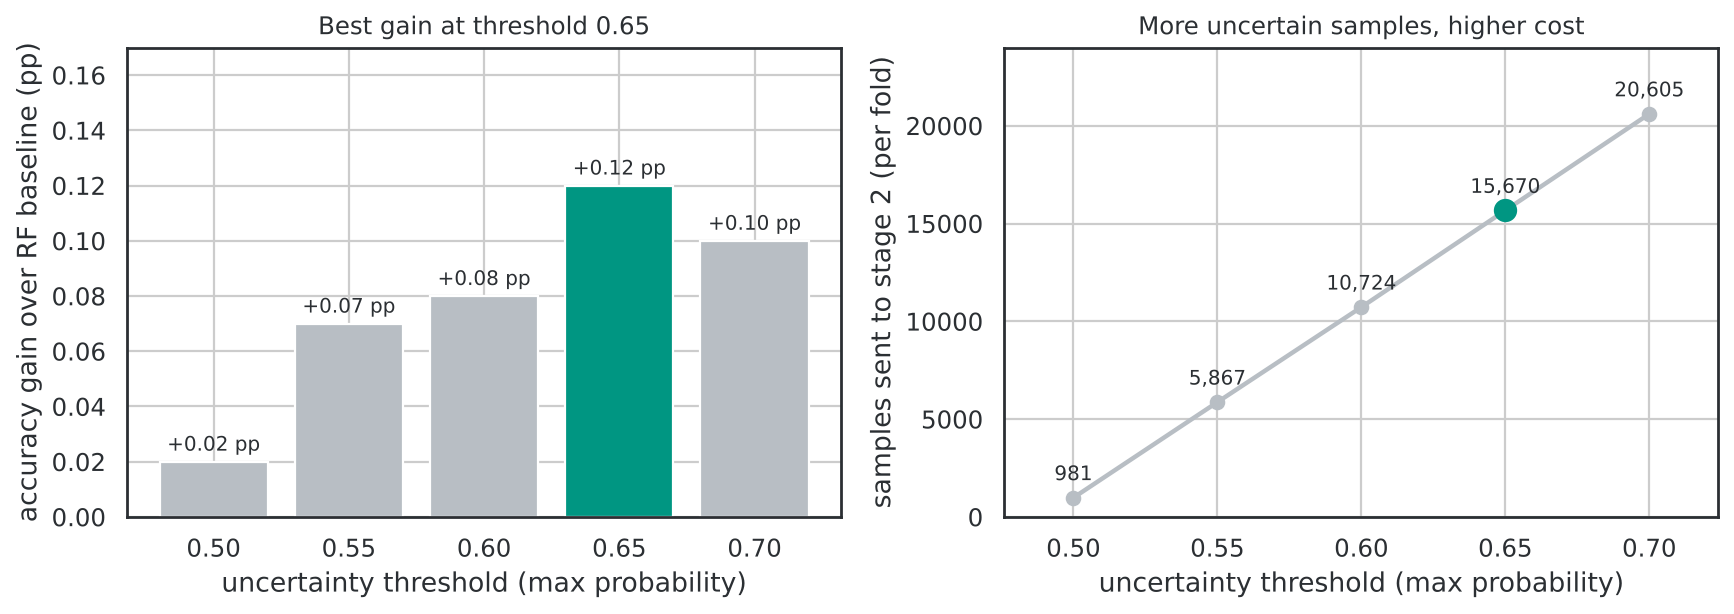 Best gain at threshold 0.65
accuracy gain over RF baseline (pp)
0.16
0.14
0.12
0.10
0.08
0.06
0.04
0.02
0.00
+0.02 pp
+0.07 pp
+0.08 pp
+0.12 pp
+0.10 pp
0.50 0.55 0.60 0.65 0.70
uncertainty threshold (max probability)
More uncertain samples, higher cost
samples sent to stage 2 (per fold)
20000
15000
10000
5000
0
981
5,867
10,724
15,670
20,605
0.50 0.55 0.60 0.65 0.70
uncertainty threshold (max probability)